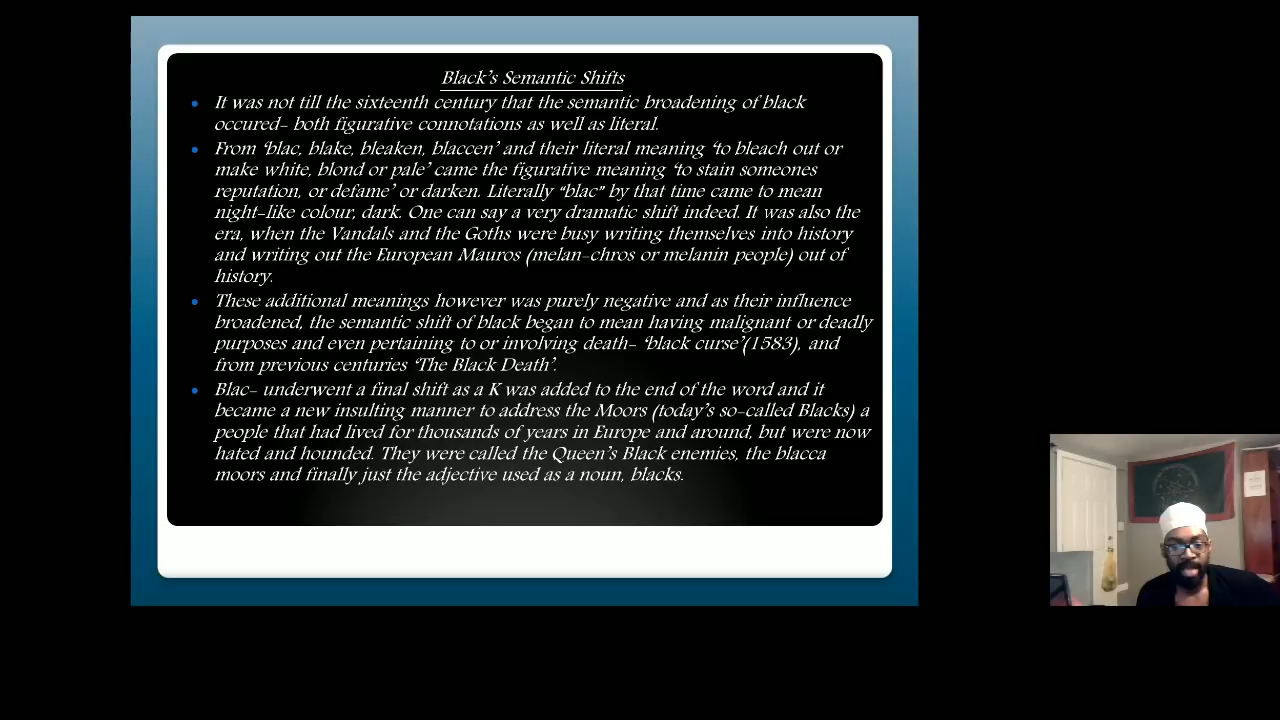 Black's Semantic Shifts
• It was not till the sixteenth century that the semantic broadening of black
occured- both figurative connotations as well as literal.
• From 'blac, blake, bleaken, blaccen' and their literal meaning 'to bleach out or
make white, blond or pale' came the figurative meaning 'to stain someones
reputation, or defame' or darken. Literally "blac" by that time came to mean
night-like colour, dark. One can say a very dramatic shift indeed. It was also the
era, when the Vandals and the Goths were busy writing themselves into history
and writing out the European Mauros (melan-chros or melanin people) out of
history.
• These additional meanings however was purely negative and as their influence
broadened, the semantic shift of black began to mean having malignant or deadly
purposes and even pertaining to or involving death- 'black curse'(1583), and
from previous centuries 'The Black Death'.
• Blac- underwent a final shift as a K was added to the end of the word and it
became a new insulting manner to address the Moors (today's so-called Blacks) a
people that had lived for thousands of years in Europe and around, but were now
hated and hounded. They were called the Queen's Black enemies, the blacca
moors and finally just the adjective used as a noun, blacks.